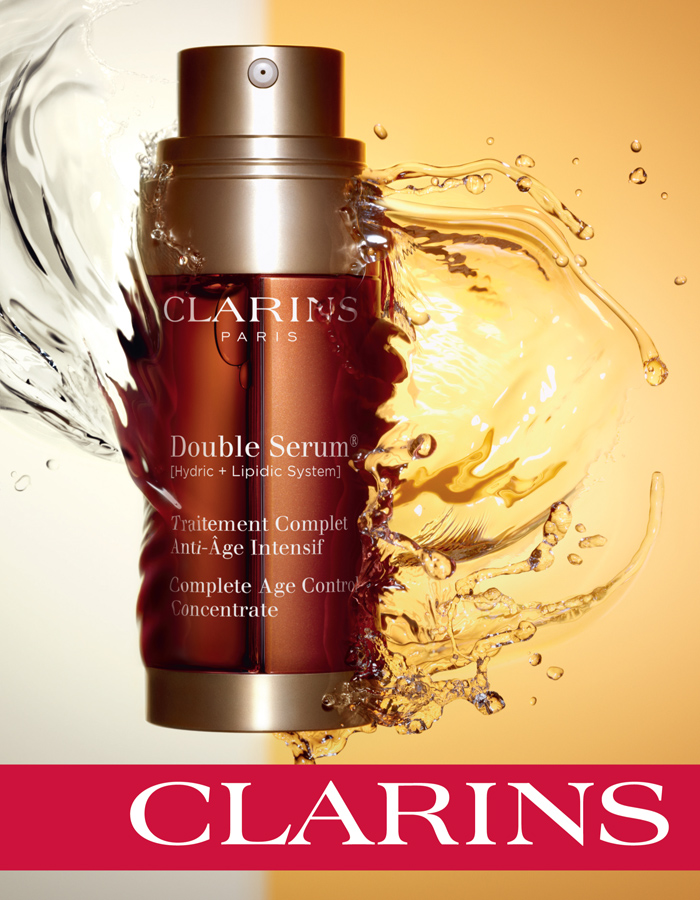 CLARINS
PARIS
Double Serum®
[Hydric + Lipidic System]
Traitement Complet
Anti-Âge Intensif
Complete Age Control
Concentrate
CLARINS